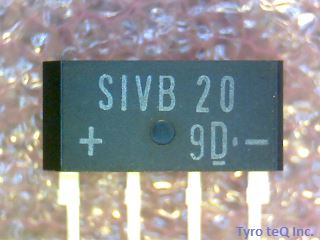 SIVB 20
+ 9D·-
Tyro teQ Inc.